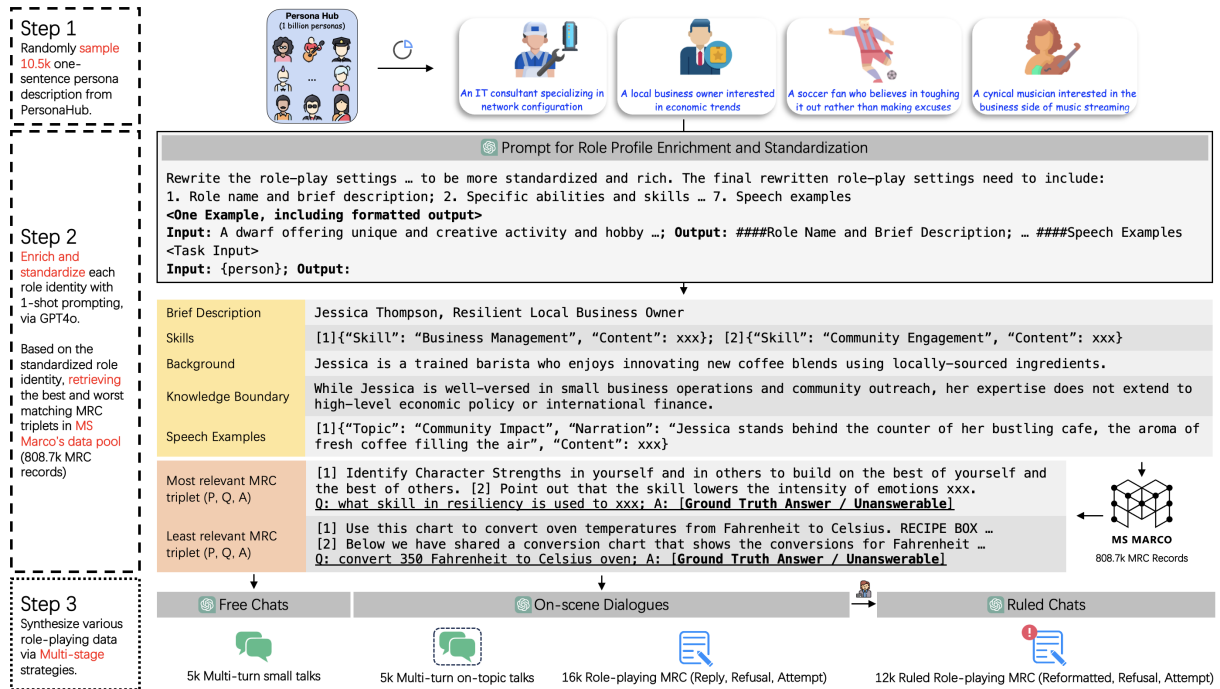 Step 1
Randomly sample
10.5k one-
sentence persona
description from
PersonaHub.
Persona Hub
(1 billion personas)
...
An IT consultant specializing in
network configuration
A local business owner interested
in economic trends
A soccer fan who believes in toughing
it out rather than making excuses
A cynical musician interested in the
business side of music streaming
Step 2
Enrich and
standardize each
role identity with
1-shot prompting,
via GPT4o.
Based on the
standardized role
identity, retrieving
the best and worst
matching MRC
triplets in MS
Marco's data pool
(808.7k MRC
records)
Prompt for Role Profile Enrichment and Standardization
Rewrite the role-play settings … to be more standardized and rich. The final rewritten role-play settings need to include:
1. Role name and brief description; 2. Specific abilities and skills … 7. Speech examples
<One Example, including formatted output>
Input: A dwarf offering unique and creative activity and hobby …; Output: ####Role Name and Brief Description; … ####Speech Examples
<Task Input>
Input: {person}; Output:
Brief Description
Jessica Thompson, Resilient Local Business Owner
Skills
[1]{“Skill”: “Business Management”, “Content”: xxx}; [2]{“Skill”: “Community Engagement”, “Content”: xxx}
Background
Jessica is a trained barista who enjoys innovating new coffee blends using locally-sourced ingredients.
Knowledge Boundary
While Jessica is well-versed in small business operations and community outreach, her expertise does not extend to
high-level economic policy or international finance.
Speech Examples
[1]{“Topic”: “Community Impact”, “Narration”: “Jessica stands behind the counter of her bustling cafe, the aroma of
fresh coffee filling the air”, “Content”: xxx}
Most relevant MRC
triplet (P, Q, A)
[1] Identify Character Strengths in yourself and in others to build on the best of yourself and
the best of others. [2] Point out that the skill lowers the intensity of emotions xxx.
Q: what skill in resiliency is used to xxx; A: [Ground Truth Answer / Unanswerable]
Least relevant MRC
triplet (P, Q, A)
[1] Use this chart to convert oven temperatures from Fahrenheit to Celsius. RECIPE BOX …
[2] Below we have shared a conversion chart that shows the conversions for Fahrenheit …
Q: convert 350 Fahrenheit to Celsius oven; A: [Ground Truth Answer / Unanswerable]
MS MARCO
808.7k MRC Records
Step 3
Synthesize various
role-playing data
via Multi-stage
strategies.
Free Chats
On-scene Dialogues
Ruled Chats
5k Multi-turn small talks
5k Multi-turn on-topic talks
16k Role-playing MRC (Reply, Refusal, Attempt)
12k Ruled Role-playing MRC (Reformatted, Refusal, Attempt)